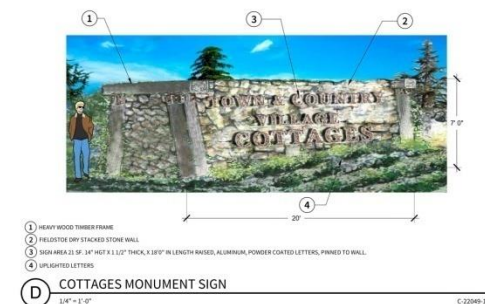 1
3
2
TOWN & COUNTRY
VILLAGE
COTTAGES
7' 0"
4
20'
1 HEAVY WOOD TIMBER FRAME
2 FIELDSTOE DRY STACKED STONE WALL
3 SIGN AREA 21 SF. 14" HGT X 1 1/2" THICK, X 18'0" IN LENGTH RAISED, ALUMINUM, POWDER COATED LETTERS, PINNED TO WALL.
4 UPLIGHTED LETTERS
D COTTAGES MONUMENT SIGN
1/4" = 1'-0"